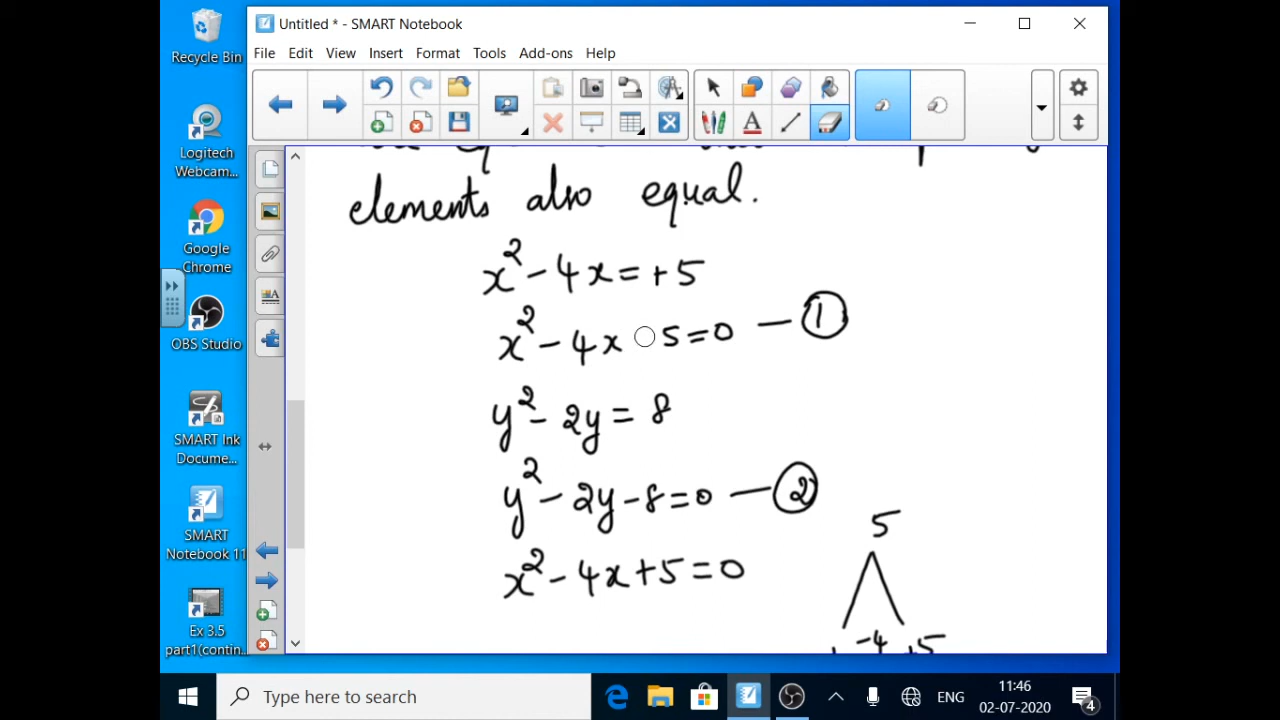 Untitled * - SMART Notebook
File Edit View Insert Format Tools Add-ons Help
Recycle Bin
Logitech
Webcam...
Google
Chrome
OBS Studio
SMART Ink
Docume...
SMART
Notebook 11
Ex 3.5
part1(contin...
elements also equal.
x² - 4x = +5
x² - 4x 5 = 0 — ①
y² - 2y = 8
y² - 2y - 8 = 0 — ②
x² - 4x + 5 = 0
5
-4 +5
Type here to search
ENG
11:46
02-07-2020
4